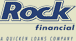 Rock
financial
A QUICKEN LOANS COMPANY